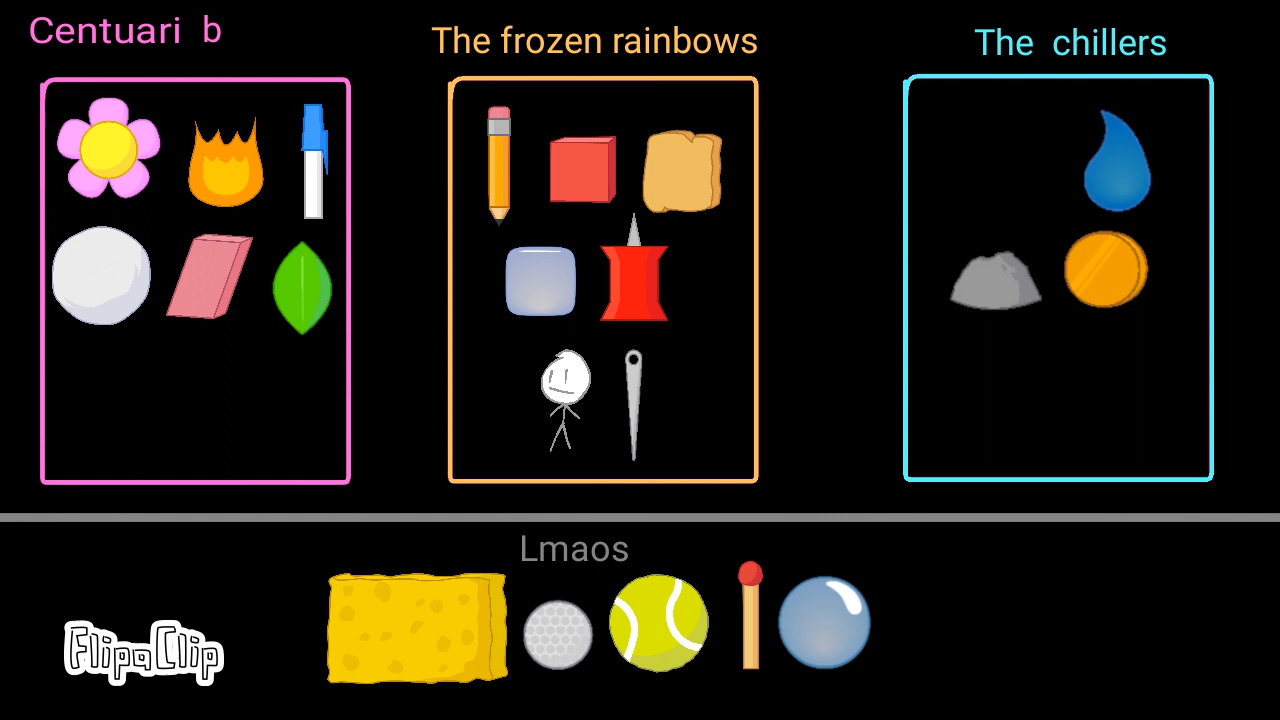 Centuari b
The frozen rainbows
The chillers
Lmaos
FlipaClip